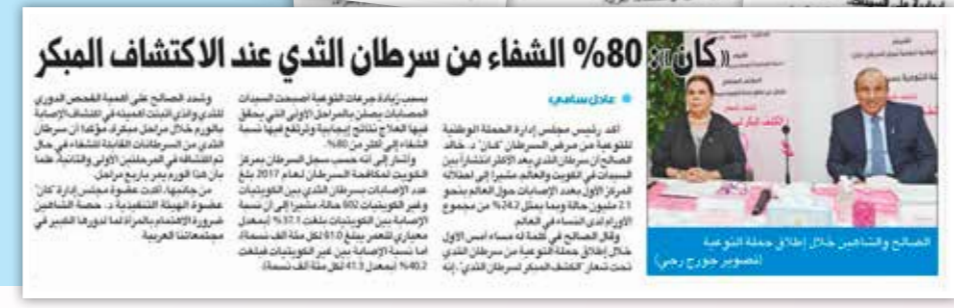 «كان»: 80% الشفاء من سرطان الثدي عند الاكتشاف المبكر
عادل سامي
أكد رئيس مجلس إدارة الحملة الوطنية
للتوعية من مرض السرطان "كان" د. خالد
الصالح أن سرطان الثدي يعد الأكثر انتشاراً بين
السيدات في الكويت والعالم مشيرا إلى احتلاله
المركز الأول بعدد الإصابات حول العالم بنحو
2.1 مليون حالة وبما يمثل 24.2% من مجموع
الأورام لدى النساء في العالم.
وقال الصالح في كلمة له مساء أمس الأول
خلال إطلاق حملة التوعية من سرطان الثدي
تحت شعار "الكشف المبكر لسرطان الثدي"، إنه
بسبب زيادة جرعات التوعية أصبحت السيدات
المصابات يصلن بالمراحل الأولى التي يحقق
فيها العلاج نتائج إيجابية وترتفع فيها نسبة
الشفاء إلى أكثر من 80%.
وأشار إلى أنه حسب سجل السرطان بمركز
الكويت لمكافحة السرطان لعام 2017 بلغ
عدد الإصابات بسرطان الثدي بين الكويتيات
وغير الكويتيات 602 حالة، مشيرا إلى أن نسبة
الإصابة بين الكويتيات بلغت 37.1% (بمعدل
معياري للعمر يبلغ 61.0 لكل مئة ألف نسمة)،
أما نسبة الإصابة بين غير الكويتيات فبلغت
40.2% (بمعدل 41.3 لكل مئة ألف نسمة).
وشدد الصالح على أهمية الفحص الدوري
للثدي والذي أثبتت أهميته في اكتشاف الإصابة
بالورم خلال مراحل مبكرة، مؤكدا أن سرطان
الثدي من السرطانات القابلة للشفاء في حال
تم اكتشافه في المرحلتين الأولى والثانية، علما
بأن هذا الورم يمر بأربع مراحل.
من جانبها، أكدت عضوة مجلس إدارة "كان"
عضوة الهيئة التنفيذية د. حصة الشاهين
ضرورة الاهتمام بالمرأة لما لدورها الكبير في
مجتمعاتنا العربية
الصالح والشاهين خلال إطلاق حملة التوعية
(تصوير جورج رجي)